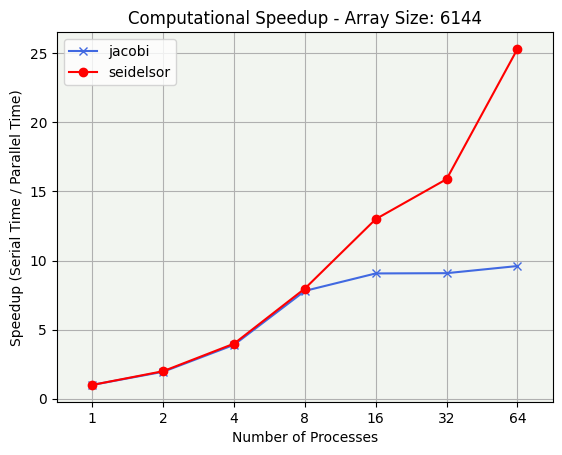 Computational Speedup - Array Size: 6144
jacobi
seidelsor
Speedup (Serial Time / Parallel Time)
25
20
15
10
5
0
1 2 4 8 16 32 64
Number of Processes